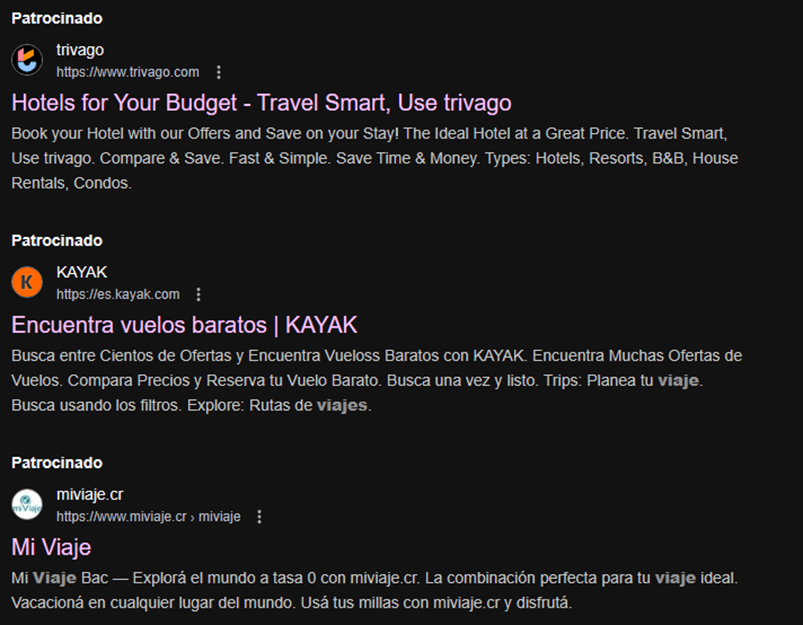 Patrocinado
trivago
https://www.trivago.com
Hotels for Your Budget - Travel Smart, Use trivago
Book your Hotel with our Offers and Save on your Stay! The Ideal Hotel at a Great Price. Travel Smart,
Use trivago. Compare & Save. Fast & Simple. Save Time & Money. Types: Hotels, Resorts, B&B, House
Rentals, Condos.
Patrocinado
K
KAYAK
https://es.kayak.com
Encuentra vuelos baratos | KAYAK
Busca entre Cientos de Ofertas y Encuentra Vueloss Baratos con KAYAK. Encuentra Muchas Ofertas de
Vuelos. Compara Precios y Reserva tu Vuelo Barato. Busca una vez y listo. Trips: Planea tu viaje.
Busca usando los filtros. Explore: Rutas de viajes.
Patrocinado
miViaje
miviaje.cr
https://www.miviaje.cr › miviaje
Mi Viaje
Mi Viaje Bac — Explorá el mundo a tasa 0 con miviaje.cr. La combinación perfecta para tu viaje ideal.
Vacacioná en cualquier lugar del mundo. Usá tus millas con miviaje.cr y disfrutá.